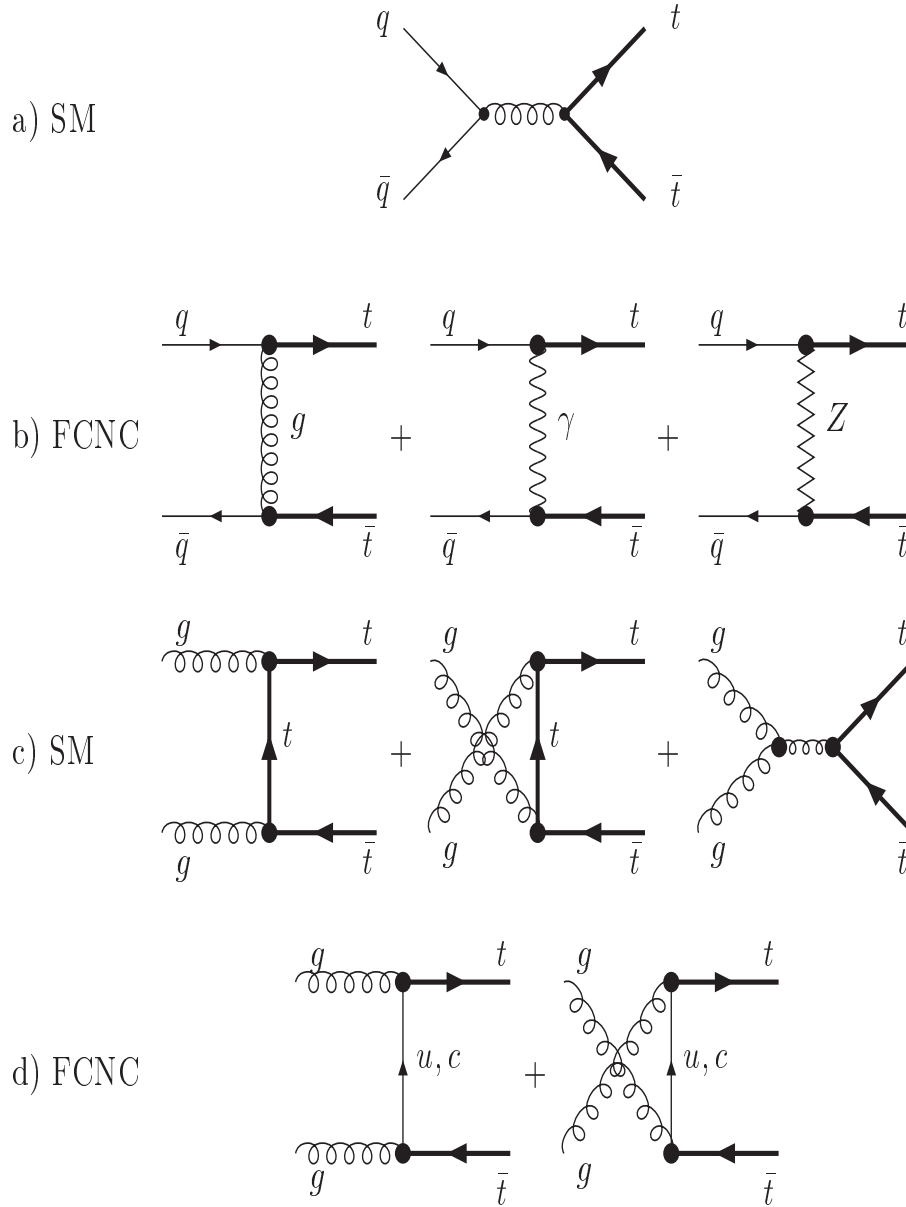 q t
a) SM
q̄ t̄
q t q t q t
b) FCNC g + γ + Z
q̄ t̄ q̄ t̄ q̄ t̄
g t g t g t
c) SM t + t +
g t̄ g t̄ g t̄
g t g t
d) FCNC u, c + u, c
g t̄ g t̄